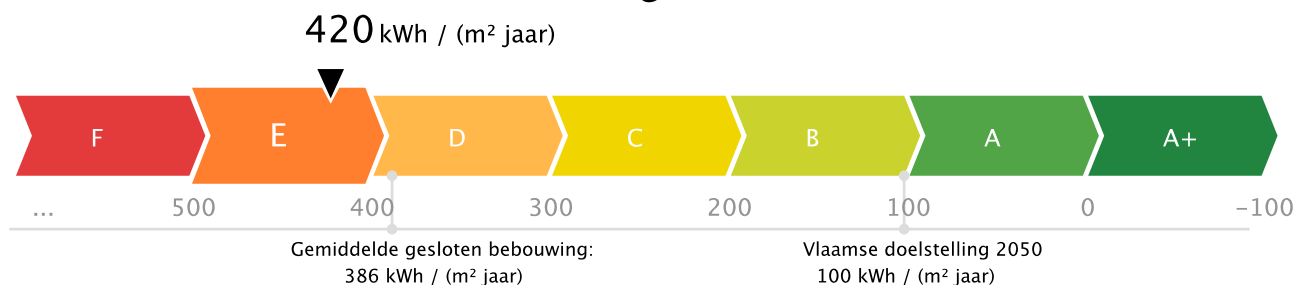 420 kWh / (m² jaar)
F E D C B A A+
... 500 400 300 200 100 0 -100
Gemiddelde gesloten bebouwing:
386 kWh / (m² jaar)
Vlaamse doelstelling 2050
100 kWh / (m² jaar)